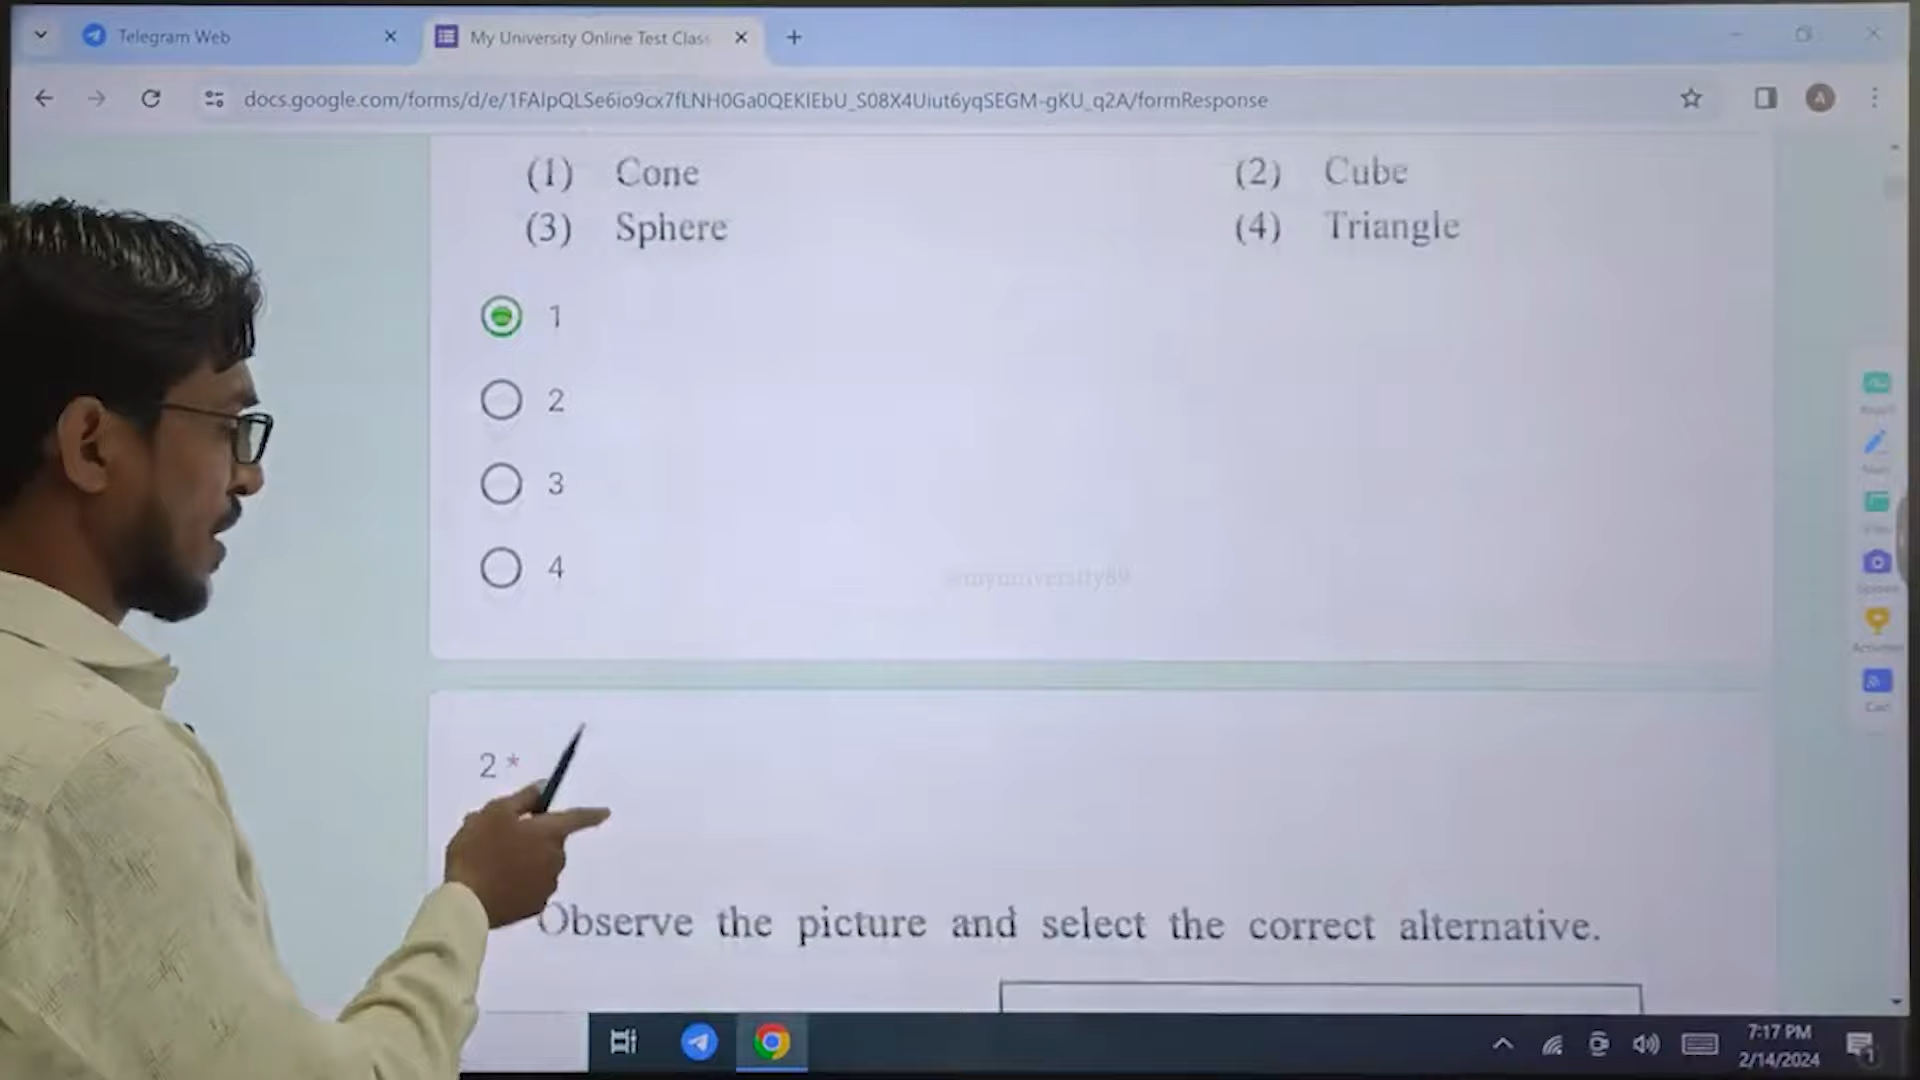 Telegram Web
My University Online Test Class
docs.google.com/forms/d/e/1FAIpQLSe6io9cx7fLNH0Ga0QEKIEbU_S08X4Uiut6yqSEGM-gKU_q2A/formResponse
A
(1) Cone (2) Cube
(3) Sphere (4) Triangle
1
2
3
4
@myuniversity89
2 *
Observe the picture and select the correct alternative.
7:17 PM
2/14/2024
1